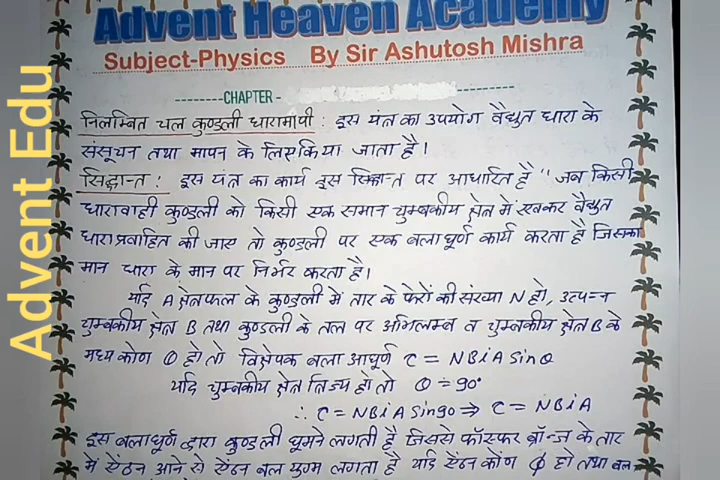 Advent Edu
Advent Heaven Academy
Subject-Physics By Sir Ashutosh Mishra
CHAPTER -
निलम्बित चल कुण्डली धारामापी : इस यंत्र का उपयोग वैद्युत धारा के
संसूचन तथा मापन के लिए किया जाता है।
सिद्धान्त : इस यंत्र का कार्य इस सिद्धान्त पर आधारित है " जब किसी
धारावाही कुण्डली को किसी एक समान चुम्बकीय क्षेत्र में रखकर वैद्युत
धारा प्रवाहित की जाए तो कुण्डली पर एक बलाघूर्ण कार्य करता है जिसका
मान धारा के मान पर निर्भर करता है।
यदि A क्षेत्रफल के कुण्डली में तार के फेरों की संख्या N हो, उत्पन्न
चुम्बकीय क्षेत्र B तथा कुण्डली के तल पर अभिलम्ब व चुम्बकीय क्षेत्र B के
मध्य कोण θ हो तो विक्षेपक बला आघूर्ण τ = NBiA Sinθ
यदि चुम्बकीय क्षेत्र त्रिज्य हो तो θ = 90°
∴ τ = NBiA Sin90 ⇒ τ = NBiA
इस बलाघूर्ण द्वारा कुण्डली घूमने लगती है जिससे फॉस्फर ब्रॉन्ज के तार
में ऐंठन आने से ऐंठन बल युग्म लगता है यदि ऐंठन कोण ϕ हो तथा बल